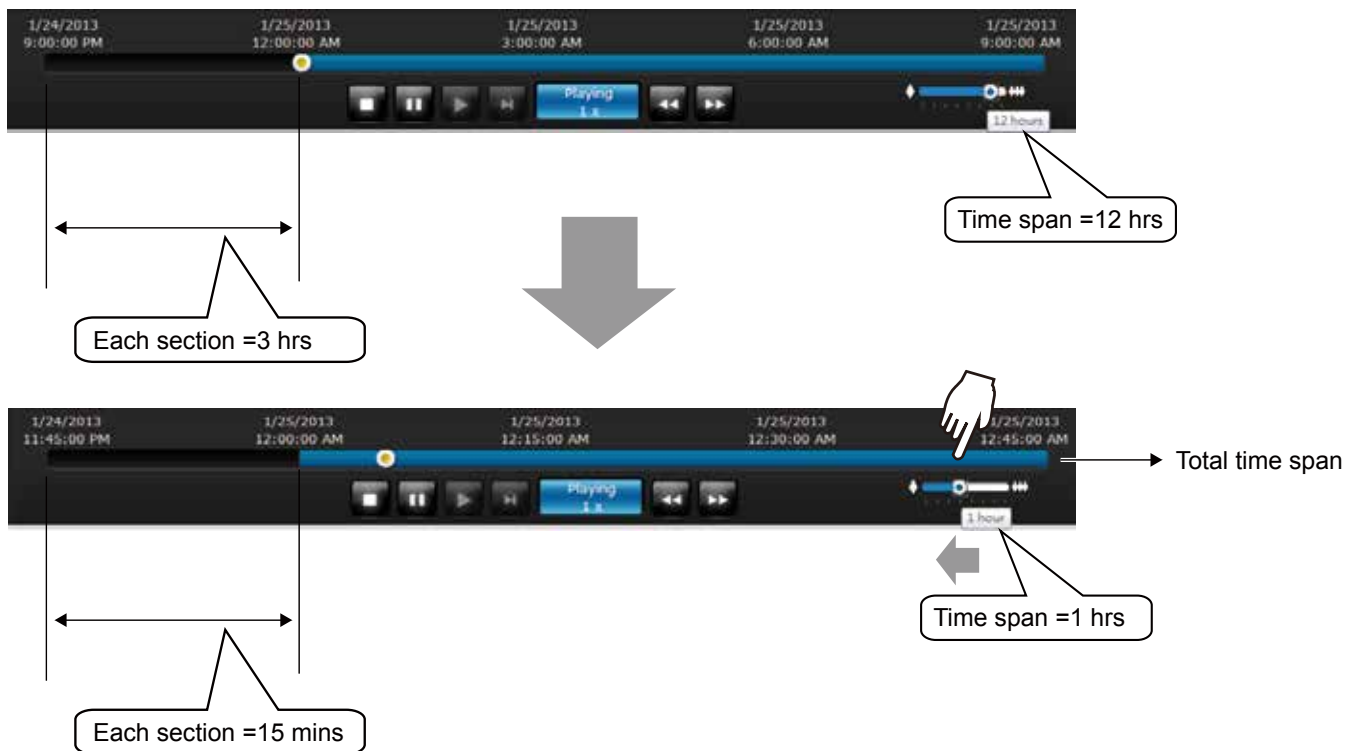 1/24/2013 1/25/2013 1/25/2013 1/25/2013 1/25/2013
9:00:00 PM 12:00:00 AM 3:00:00 AM 6:00:00 AM 9:00:00 AM
Playing
1 x
12 hours
Time span =12 hrs
Each section =3 hrs
1/24/2013 1/25/2013 1/25/2013 1/25/2013 1/25/2013
11:45:00 PM 12:00:00 AM 12:15:00 AM 12:30:00 AM 12:45:00 AM
Total time span
Playing
1 x
1 hour
Time span =1 hrs
Each section =15 mins